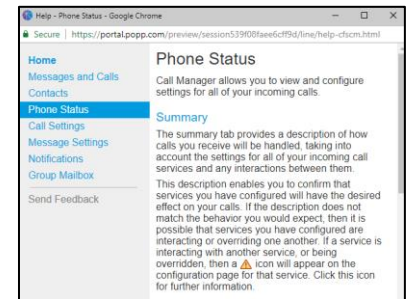 Help - Phone Status - Google Chrome
Secure | https://portal.popp.com/preview/session539f08faee6cff9d/line/help-cfscm.html
Home
Messages and Calls
Contacts
Phone Status
Call Settings
Message Settings
Notifications
Group Mailbox
Send Feedback
Phone Status
Call Manager allows you to view and configure
settings for all of your incoming calls.
Summary
The summary tab provides a description of how
calls you receive will be handled, taking into
account the settings for all of your incoming call
services and any interactions between them.
This description enables you to confirm that
services you have configured will have the desired
effect on your calls. If the description does not
match the behavior you would expect, then it is
possible that services you have configured are
interacting or overriding one another. If a service is
interacting with another service, or being
overridden, then a icon will appear on the
configuration page for that service. Click this icon
for further information.